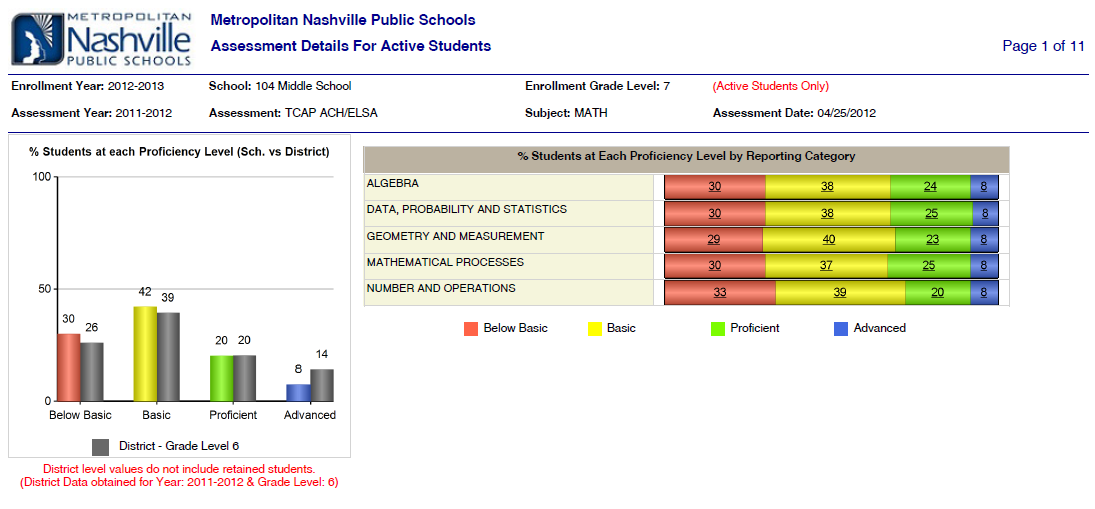 METROPOLITAN
Nashville
PUBLIC SCHOOLS
Metropolitan Nashville Public Schools
Assessment Details For Active Students
Page 1 of 11
Enrollment Year: 2012-2013 School: 104 Middle School Enrollment Grade Level: 7 (Active Students Only)
Assessment Year: 2011-2012 Assessment: TCAP ACH/ELSA Subject: MATH Assessment Date: 04/25/2012
% Students at each Proficiency Level (Sch. vs District)
100
50
0
30 26
42 39
20 20
8 14
Below Basic Basic Proficient Advanced
District - Grade Level 6
District level values do not include retained students.
(District Data obtained for Year: 2011-2012 & Grade Level: 6)
% Students at Each Proficiency Level by Reporting Category
ALGEBRA 30 38 24 8
DATA, PROBABILITY AND STATISTICS 30 38 25 8
GEOMETRY AND MEASUREMENT 29 40 23 8
MATHEMATICAL PROCESSES 30 37 25 8
NUMBER AND OPERATIONS 33 39 20 8
Below Basic Basic Proficient Advanced